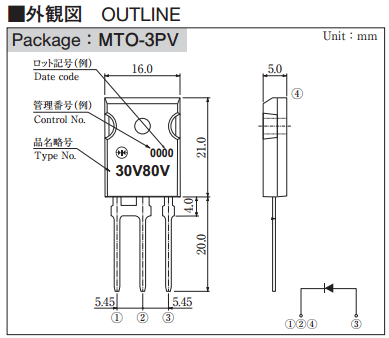 ■外観図 OUTLINE
Package：MTO-3PV
Unit：mm
ロット記号(例)
Date code
16.0
5.0
④
管理番号(例)
Control No.
品名略号
Type No.
0000
30V80V
21.0
4.0
20.0
5.45
5.45
① ② ③
①②④ ③